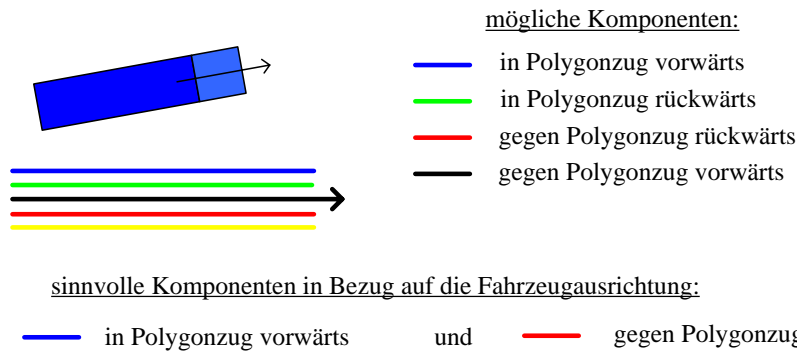 mögliche Komponenten:
in Polygonzug vorwärts
in Polygonzug rückwärts
gegen Polygonzug rückwärts
gegen Polygonzug vorwärts
sinnvolle Komponenten in Bezug auf die Fahrzeugausrichtung:
in Polygonzug vorwärts und gegen Polygonzug